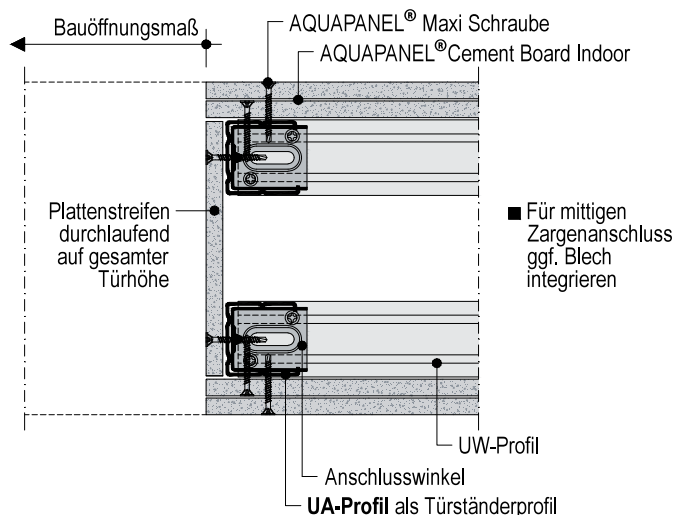 Bauöffnungsmaß
AQUAPANEL® Maxi Schraube
AQUAPANEL®Cement Board Indoor
Plattenstreifen
durchlaufend
auf gesamter
Türhöhe
■ Für mittigen
Zargenanschluss
ggf. Blech
integrieren
UW-Profil
Anschlusswinkel
UA-Profil als Türständerprofil